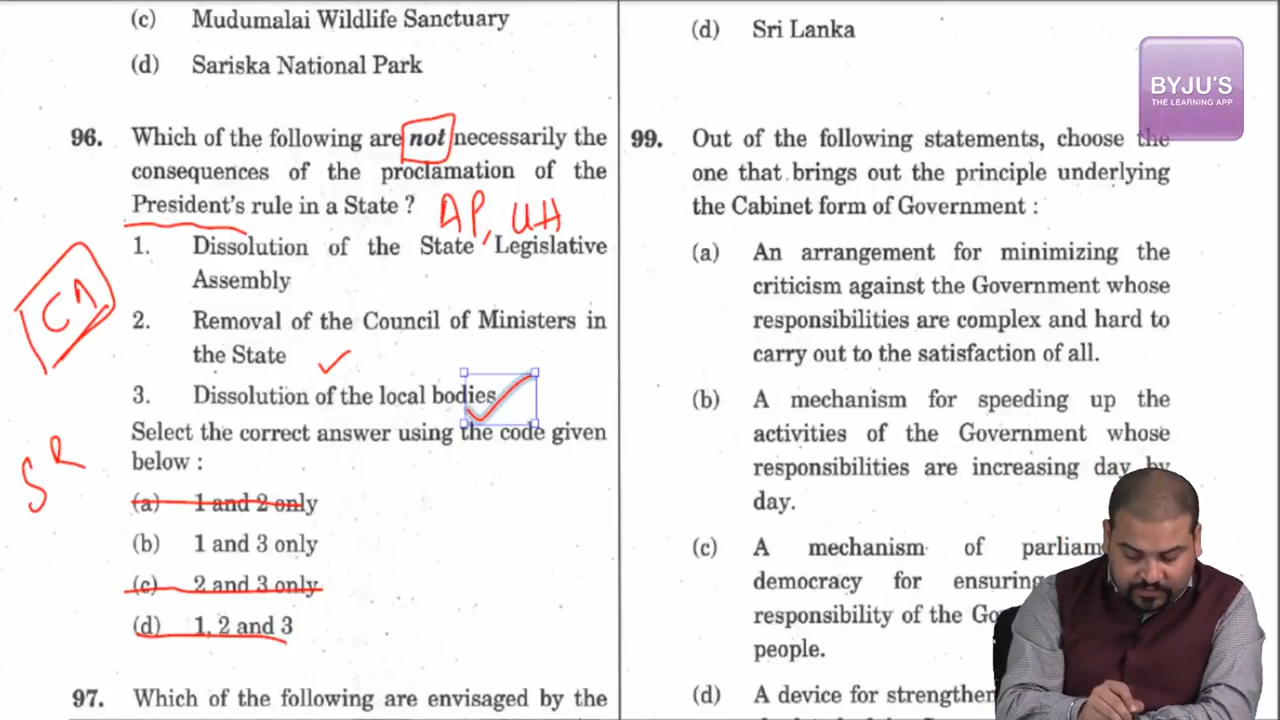 (c) Mudumalai Wildlife Sanctuary
(d) Sariska National Park
96. Which of the following are not necessarily the
consequences of the proclamation of the
President's rule in a State ?
AP, UH
1. Dissolution of the State Legislative
Assembly
2. Removal of the Council of Ministers in
the State
3. Dissolution of the local bodies
Select the correct answer using the code given
below :
SR
(a) 1 and 2 only
(b) 1 and 3 only
(c) 2 and 3 only
(d) 1, 2 and 3
97. Which of the following are envisaged by the
(d) Sri Lanka
99. Out of the following statements, choose the
one that brings out the principle underlying
the Cabinet form of Government :
(a) An arrangement for minimizing the
criticism against the Government whose
responsibilities are complex and hard to
carry out to the satisfaction of all.
(b) A mechanism for speeding up the
activities of the Government whose
responsibilities are increasing day by
day.
(c) A mechanism of parliam
democracy for ensuring
responsibility of the Go
people.
(d) A device for strengthen
BYJU'S
THE LEARNING APP